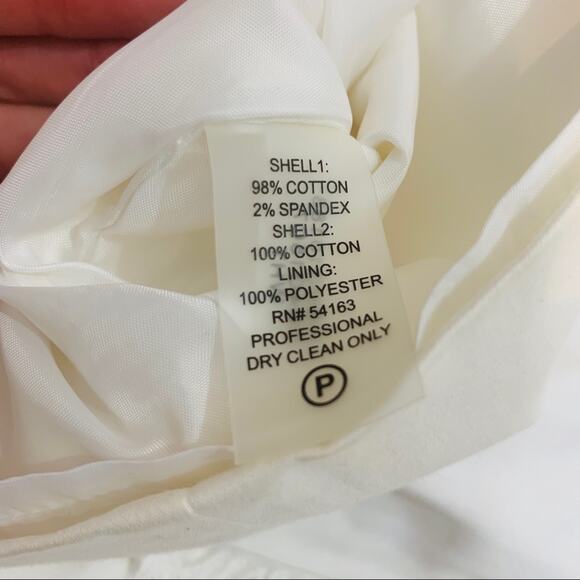 SHELL1:
98% COTTON
2% SPANDEX
SHELL2:
100% COTTON
LINING:
100% POLYESTER
RN# 54163
PROFESSIONAL
DRY CLEAN ONLY
P